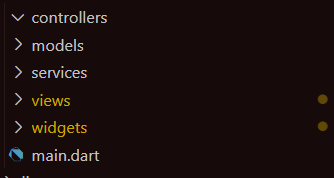 controllers
models
services
views
widgets
main.dart